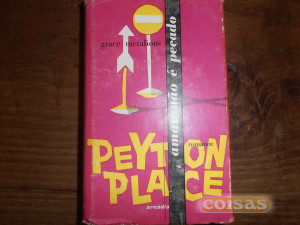 grace metalious
amar não é pecado
romance
PEYTON
PLACE
coisas